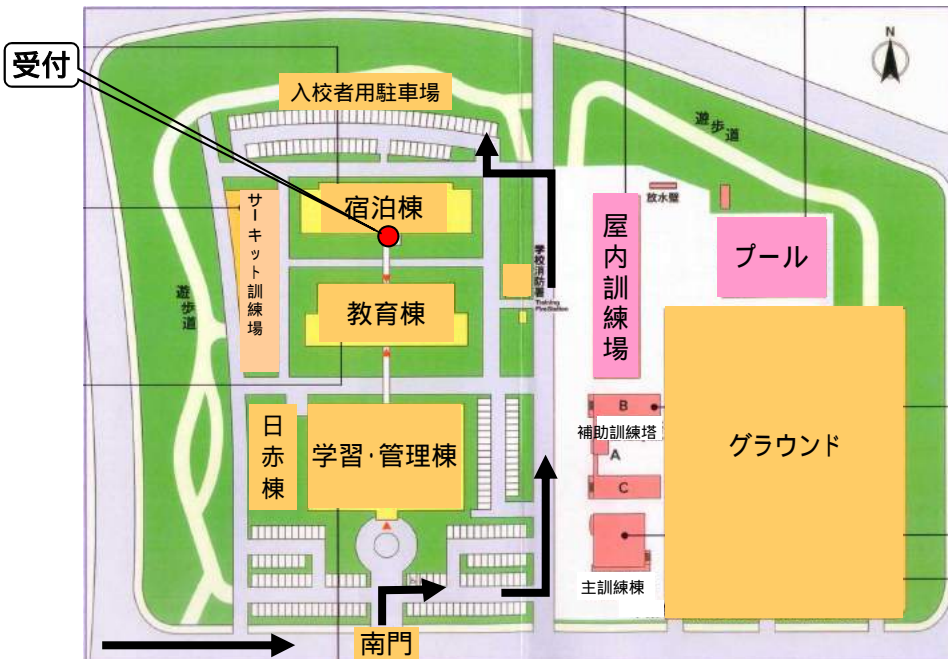 N
受付
入校者用駐車場
遊歩道
放水壁
宿泊棟
サーキット訓練場
屋内訓練場
プール
学校消防署
Training
FireStation
遊歩道
教育棟
B
補助訓練塔
A
日赤棟
学習・管理棟
グラウンド
C
主訓練棟
南門